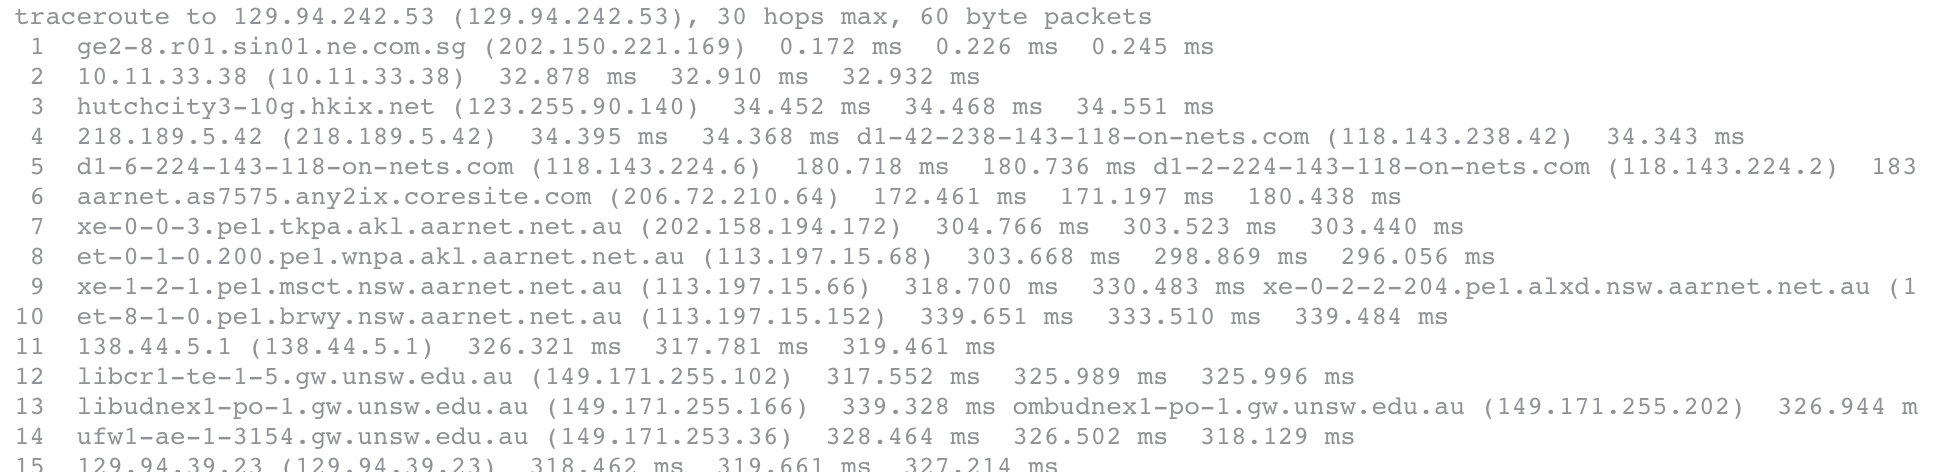 traceroute to 129.94.242.53 (129.94.242.53), 30 hops max, 60 byte packets
1 ge2-8.r01.sin01.ne.com.sg (202.150.221.169) 0.172 ms 0.226 ms 0.245 ms
2 10.11.33.38 (10.11.33.38) 32.878 ms 32.910 ms 32.932 ms
3 hutchcity3-10g.hkix.net (123.255.90.140) 34.452 ms 34.468 ms 34.551 ms
4 218.189.5.42 (218.189.5.42) 34.395 ms 34.368 ms d1-42-238-143-118-on-nets.com (118.143.238.42) 34.343 ms
5 d1-6-224-143-118-on-nets.com (118.143.224.6) 180.718 ms 180.736 ms d1-2-224-143-118-on-nets.com (118.143.224.2) 183
6 aarnet.as7575.any2ix.coresite.com (206.72.210.64) 172.461 ms 171.197 ms 180.438 ms
7 xe-0-0-3.pe1.tkpa.akl.aarnet.net.au (202.158.194.172) 304.766 ms 303.523 ms 303.440 ms
8 et-0-1-0.200.pe1.wnpa.akl.aarnet.net.au (113.197.15.68) 303.668 ms 298.869 ms 296.056 ms
9 xe-1-2-1.pe1.msct.nsw.aarnet.net.au (113.197.15.66) 318.700 ms 330.483 ms xe-0-2-2-204.pe1.alxd.nsw.aarnet.net.au (1
10 et-8-1-0.pe1.brwy.nsw.aarnet.net.au (113.197.15.152) 339.651 ms 333.510 ms 339.484 ms
11 138.44.5.1 (138.44.5.1) 326.321 ms 317.781 ms 319.461 ms
12 libcr1-te-1-5.gw.unsw.edu.au (149.171.255.102) 317.552 ms 325.989 ms 325.996 ms
13 libudnex1-po-1.gw.unsw.edu.au (149.171.255.166) 339.328 ms ombudnex1-po-1.gw.unsw.edu.au (149.171.255.202) 326.944 m
14 ufw1-ae-1-3154.gw.unsw.edu.au (149.171.253.36) 328.464 ms 326.502 ms 318.129 ms
15 129.94.39.23 (129.94.39.23) 318.462 ms 319.661 ms 327.214 ms